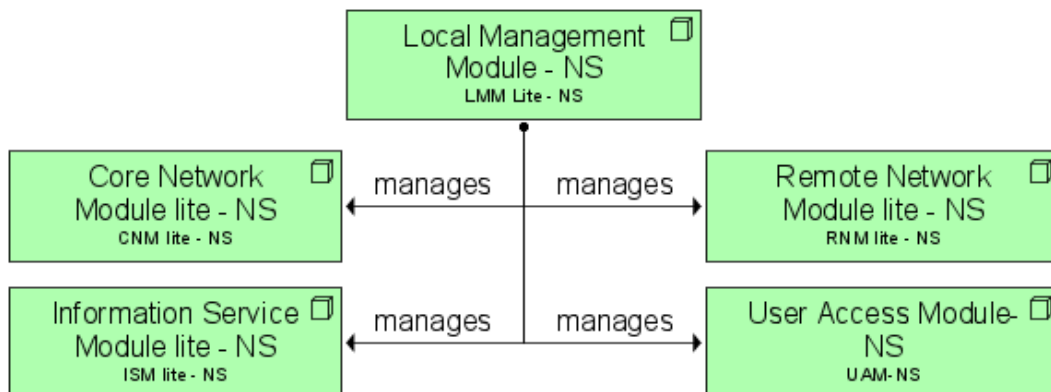 Local Management
Module - NS
LMM Lite - NS
Core Network
Module lite - NS
CNM lite - NS
manages
manages
Remote Network
Module lite - NS
RNM lite - NS
Information Service
Module lite - NS
ISM lite - NS
manages
manages
User Access Module-
NS
UAM-NS